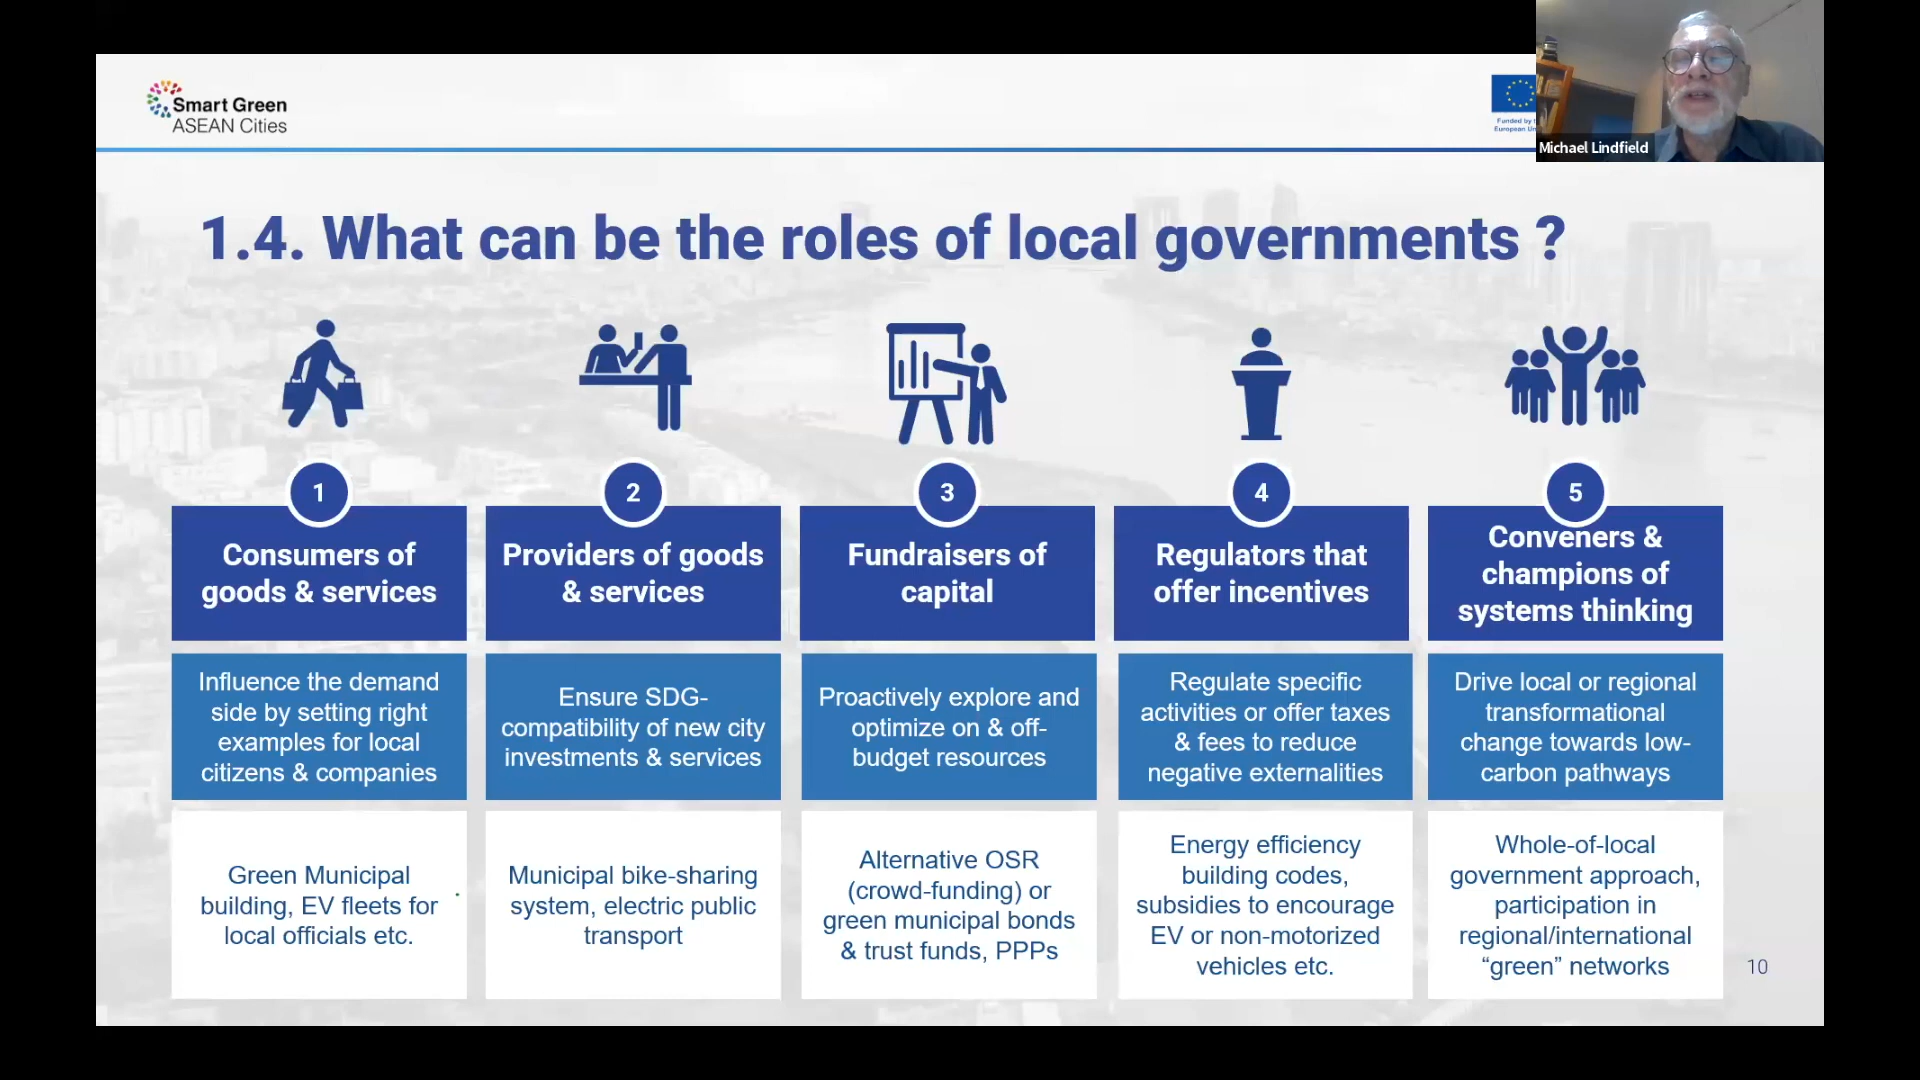 Smart Green
ASEAN Cities
Funded by
European
Michael Lindfield
1.4. What can be the roles of local governments ?
1
Consumers of
goods & services
Influence the demand
side by setting right
examples for local
citizens & companies
Green Municipal
building, EV fleets for
local officials etc.
2
Providers of goods
& services
Ensure SDG-
compatibility of new city
investments & services
Municipal bike-sharing
system, electric public
transport
3
Fundraisers of
capital
Proactively explore and
optimize on & off-
budget resources
Alternative OSR
(crowd-funding) or
green municipal bonds
& trust funds, PPPs
4
Regulators that
offer incentives
Regulate specific
activities or offer taxes
& fees to reduce
negative externalities
Energy efficiency
building codes,
subsidies to encourage
EV or non-motorized
vehicles etc.
5
Conveners &
champions of
systems thinking
Drive local or regional
transformational
change towards low-
carbon pathways
Whole-of-local
government approach,
participation in
regional/international
“green” networks
10